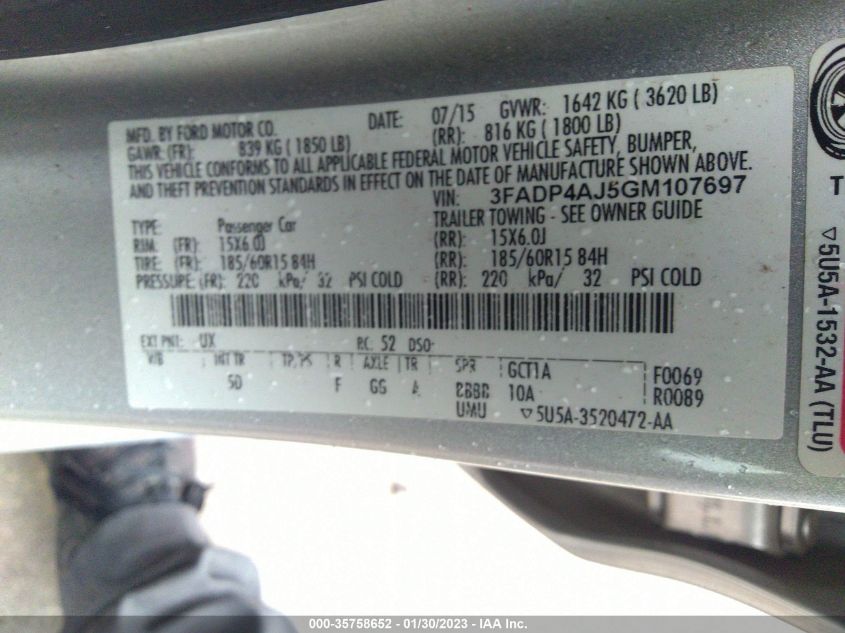 MFD. BY FORD MOTOR CO. DATE: 07/15 GVWR: 1642 KG ( 3620 LB)
GAWR: (FR): 839 KG ( 1850 LB) (RR): 816 KG ( 1800 LB)
THIS VEHICLE CONFORMS TO ALL APPLICABLE FEDERAL MOTOR VEHICLE SAFETY, BUMPER,
AND THEFT PREVENTION STANDARDS IN EFFECT ON THE DATE OF MANUFACTURE SHOWN ABOVE.
VIN: 3FADP4AJ5GM107697
TYPE: Passenger Car TRAILER TOWING - SEE OWNER GUIDE
RIM: (FR): 15X6.0J (RR): 15X6.0J
TIRE: (FR): 185/60R15 84H (RR): 185/60R15 84H
PRESSURE: (FR): 220 kPa/ 32 PSI COLD (RR): 220 kPa/ 32 PSI COLD
EXT PNT: UX RC: 52 DSO:
W/B INT TR TP/PS R AXLE TR SPR GCT1A F0069
5D F GG A BBBB 10A R0089
UMU ▽5U5A-3520472-AA
▽5U5A-1532-AA (TLU)
T
000-35758652 - 01/30/2023 - IAA Inc.